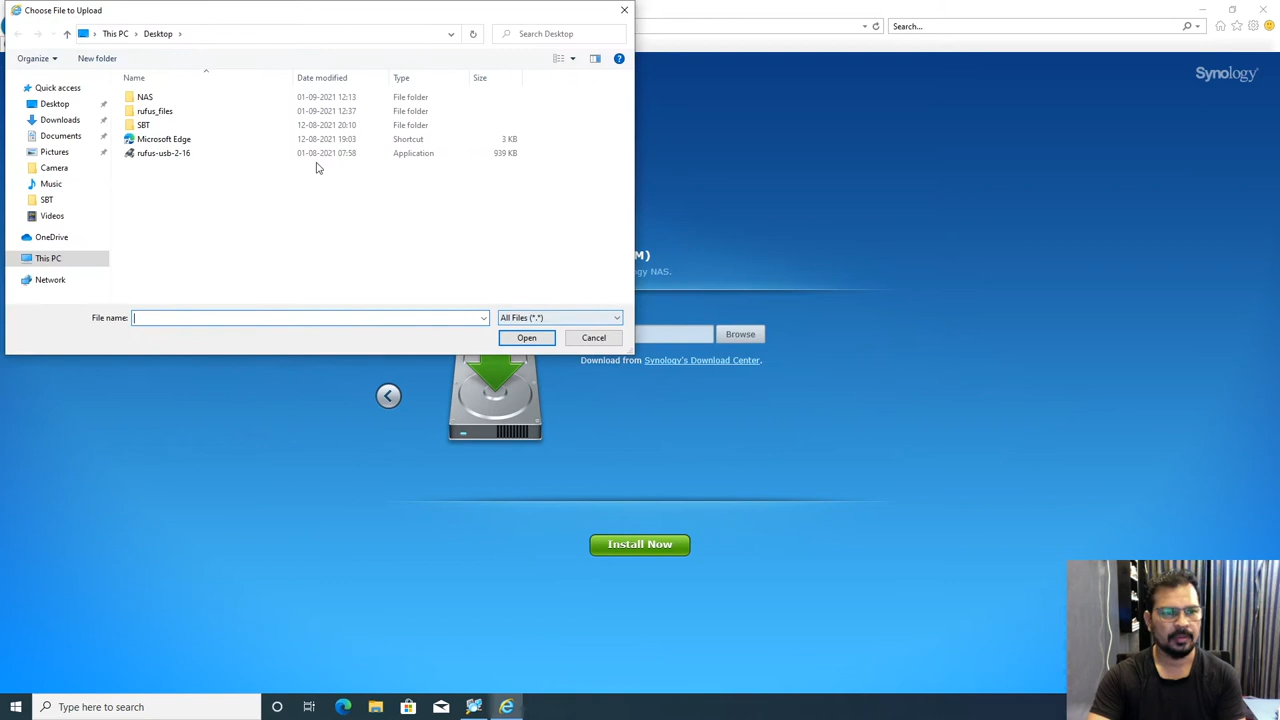 Choose File to Upload
This PC
Desktop
Search Desktop
Search...
Organize
New folder
Name
Date modified
Type
Size
Quick access
Desktop
Downloads
Documents
Pictures
Camera
Music
SBT
Videos
OneDrive
This PC
Network
NAS 01-09-2021 12:13 File folder
rufus_files 01-09-2021 12:37 File folder
SBT 12-08-2021 20:10 File folder
Microsoft Edge 12-08-2021 19:03 Shortcut 3 KB
rufus-usb-2-16 01-08-2021 07:58 Application 939 KB
File name:
All Files (*.*)
Open
Cancel
Synology
M)
gy NAS.
Browse
Download from Synology's Download Center.
Install Now
Type here to search